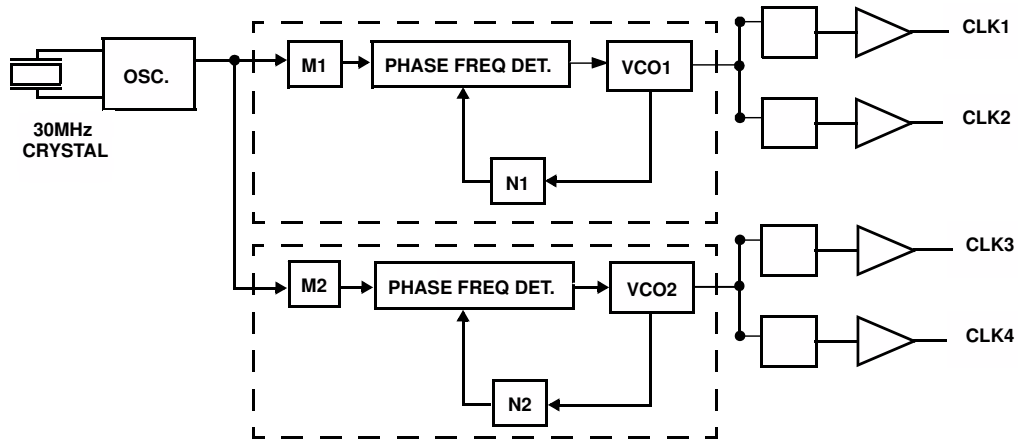 OSC.
30MHz
CRYSTAL
M1
PHASE FREQ DET.
VCO1
N1
CLK1
CLK2
M2
PHASE FREQ DET.
VCO2
N2
CLK3
CLK4